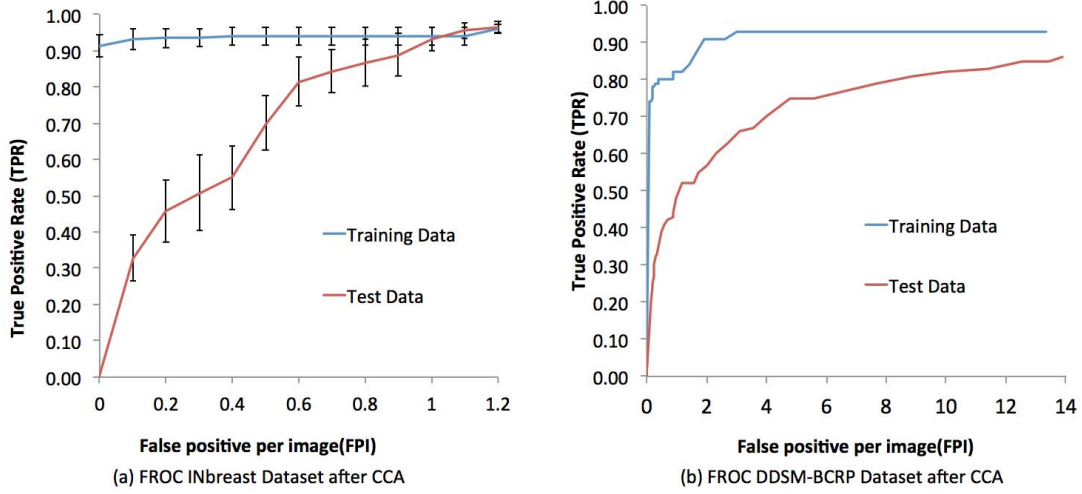 True Positive Rate (TPR)
1.00
0.90
0.80
0.70
0.60
0.50
0.40
0.30
0.20
0.10
0.00
Training Data
Test Data
0 0.2 0.4 0.6 0.8 1 1.2
False positive per image(FPI)
(a) FROC INbreast Dataset after CCA
True Positive Rate (TPR)
1.00
0.90
0.80
0.70
0.60
0.50
0.40
0.30
0.20
0.10
0.00
Training Data
Test Data
0 2 4 6 8 10 12 14
False positive per image(FPI)
(b) FROC DDSM-BCRP Dataset after CCA